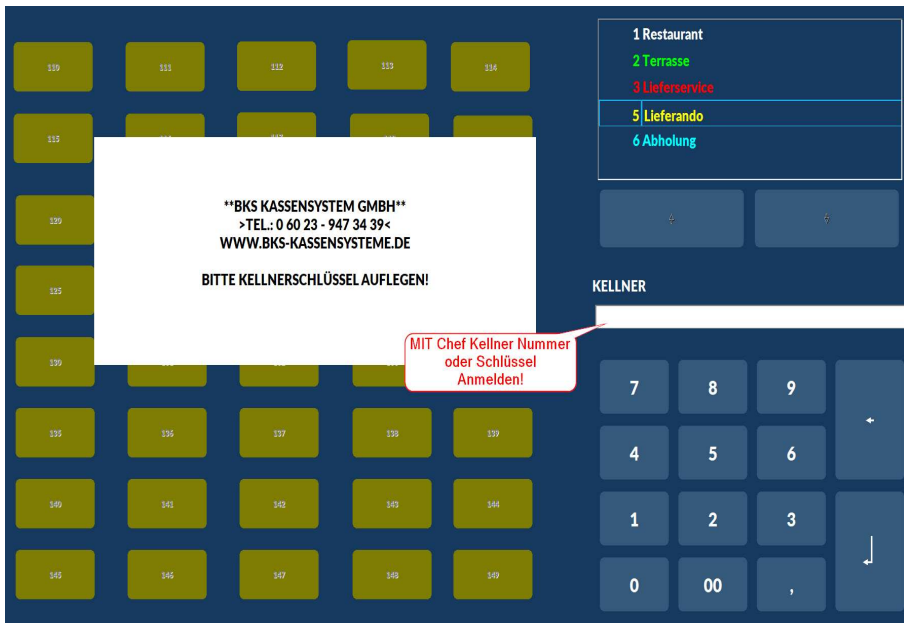 110 111 112 113 114
115
120
125
130
135 136 137 138 139
140 141 142 143 144
145 146 147 148 149
**BKS KASSENSYSTEM GMBH**
>TEL.: 0 60 23 - 947 34 39<
WWW.BKS-KASSENSYSTEME.DE
BITTE KELLNERSCHLÜSSEL AUFLEGEN!
1 Restaurant
2 Terrasse
3 Lieferservice
5 Lieferando
6 Abholung
KELLNER
MIT Chef Kellner Nummer
oder Schlüssel
Anmelden!
7 8 9
4 5 6
1 2 3
0 00 ,